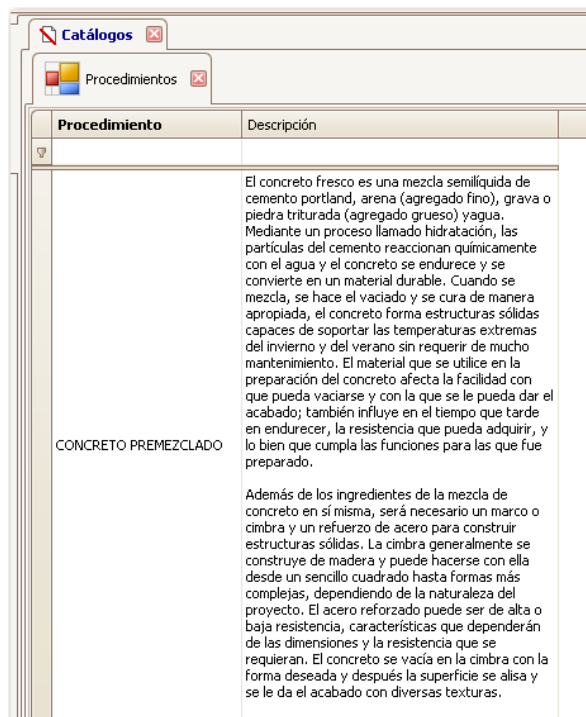 Catálogos
Procedimientos
Procedimiento
Descripción
CONCRETO PREMEZCLADO
El concreto fresco es una mezcla semilíquida de
cemento portland, arena (agregado fino), grava o
piedra triturada (agregado grueso) yagua.
Mediante un proceso llamado hidratación, las
partículas del cemento reaccionan químicamente
con el agua y el concreto se endurece y se
convierte en un material durable. Cuando se
mezcla, se hace el vaciado y se cura de manera
apropiada, el concreto forma estructuras sólidas
capaces de soportar las temperaturas extremas
del invierno y del verano sin requerir de mucho
mantenimiento. El material que se utilice en la
preparación del concreto afecta la facilidad con
que pueda vaciarse y con la que se le pueda dar el
acabado; también influye en el tiempo que tarde
en endurecer, la resistencia que pueda adquirir, y
lo bien que cumpla las funciones para las que fue
preparado.
Además de los ingredientes de la mezcla de
concreto en sí misma, será necesario un marco o
cimbra y un refuerzo de acero para construir
estructuras sólidas. La cimbra generalmente se
construye de madera y puede hacerse con ella
desde un sencillo cuadrado hasta formas más
complejas, dependiendo de la naturaleza del
proyecto. El acero reforzado puede ser de alta o
baja resistencia, características que dependerán
de las dimensiones y la resistencia que se
requieran. El concreto se vacía en la cimbra con la
forma deseada y después la superficie se alisa y
se le da el acabado con diversas texturas.